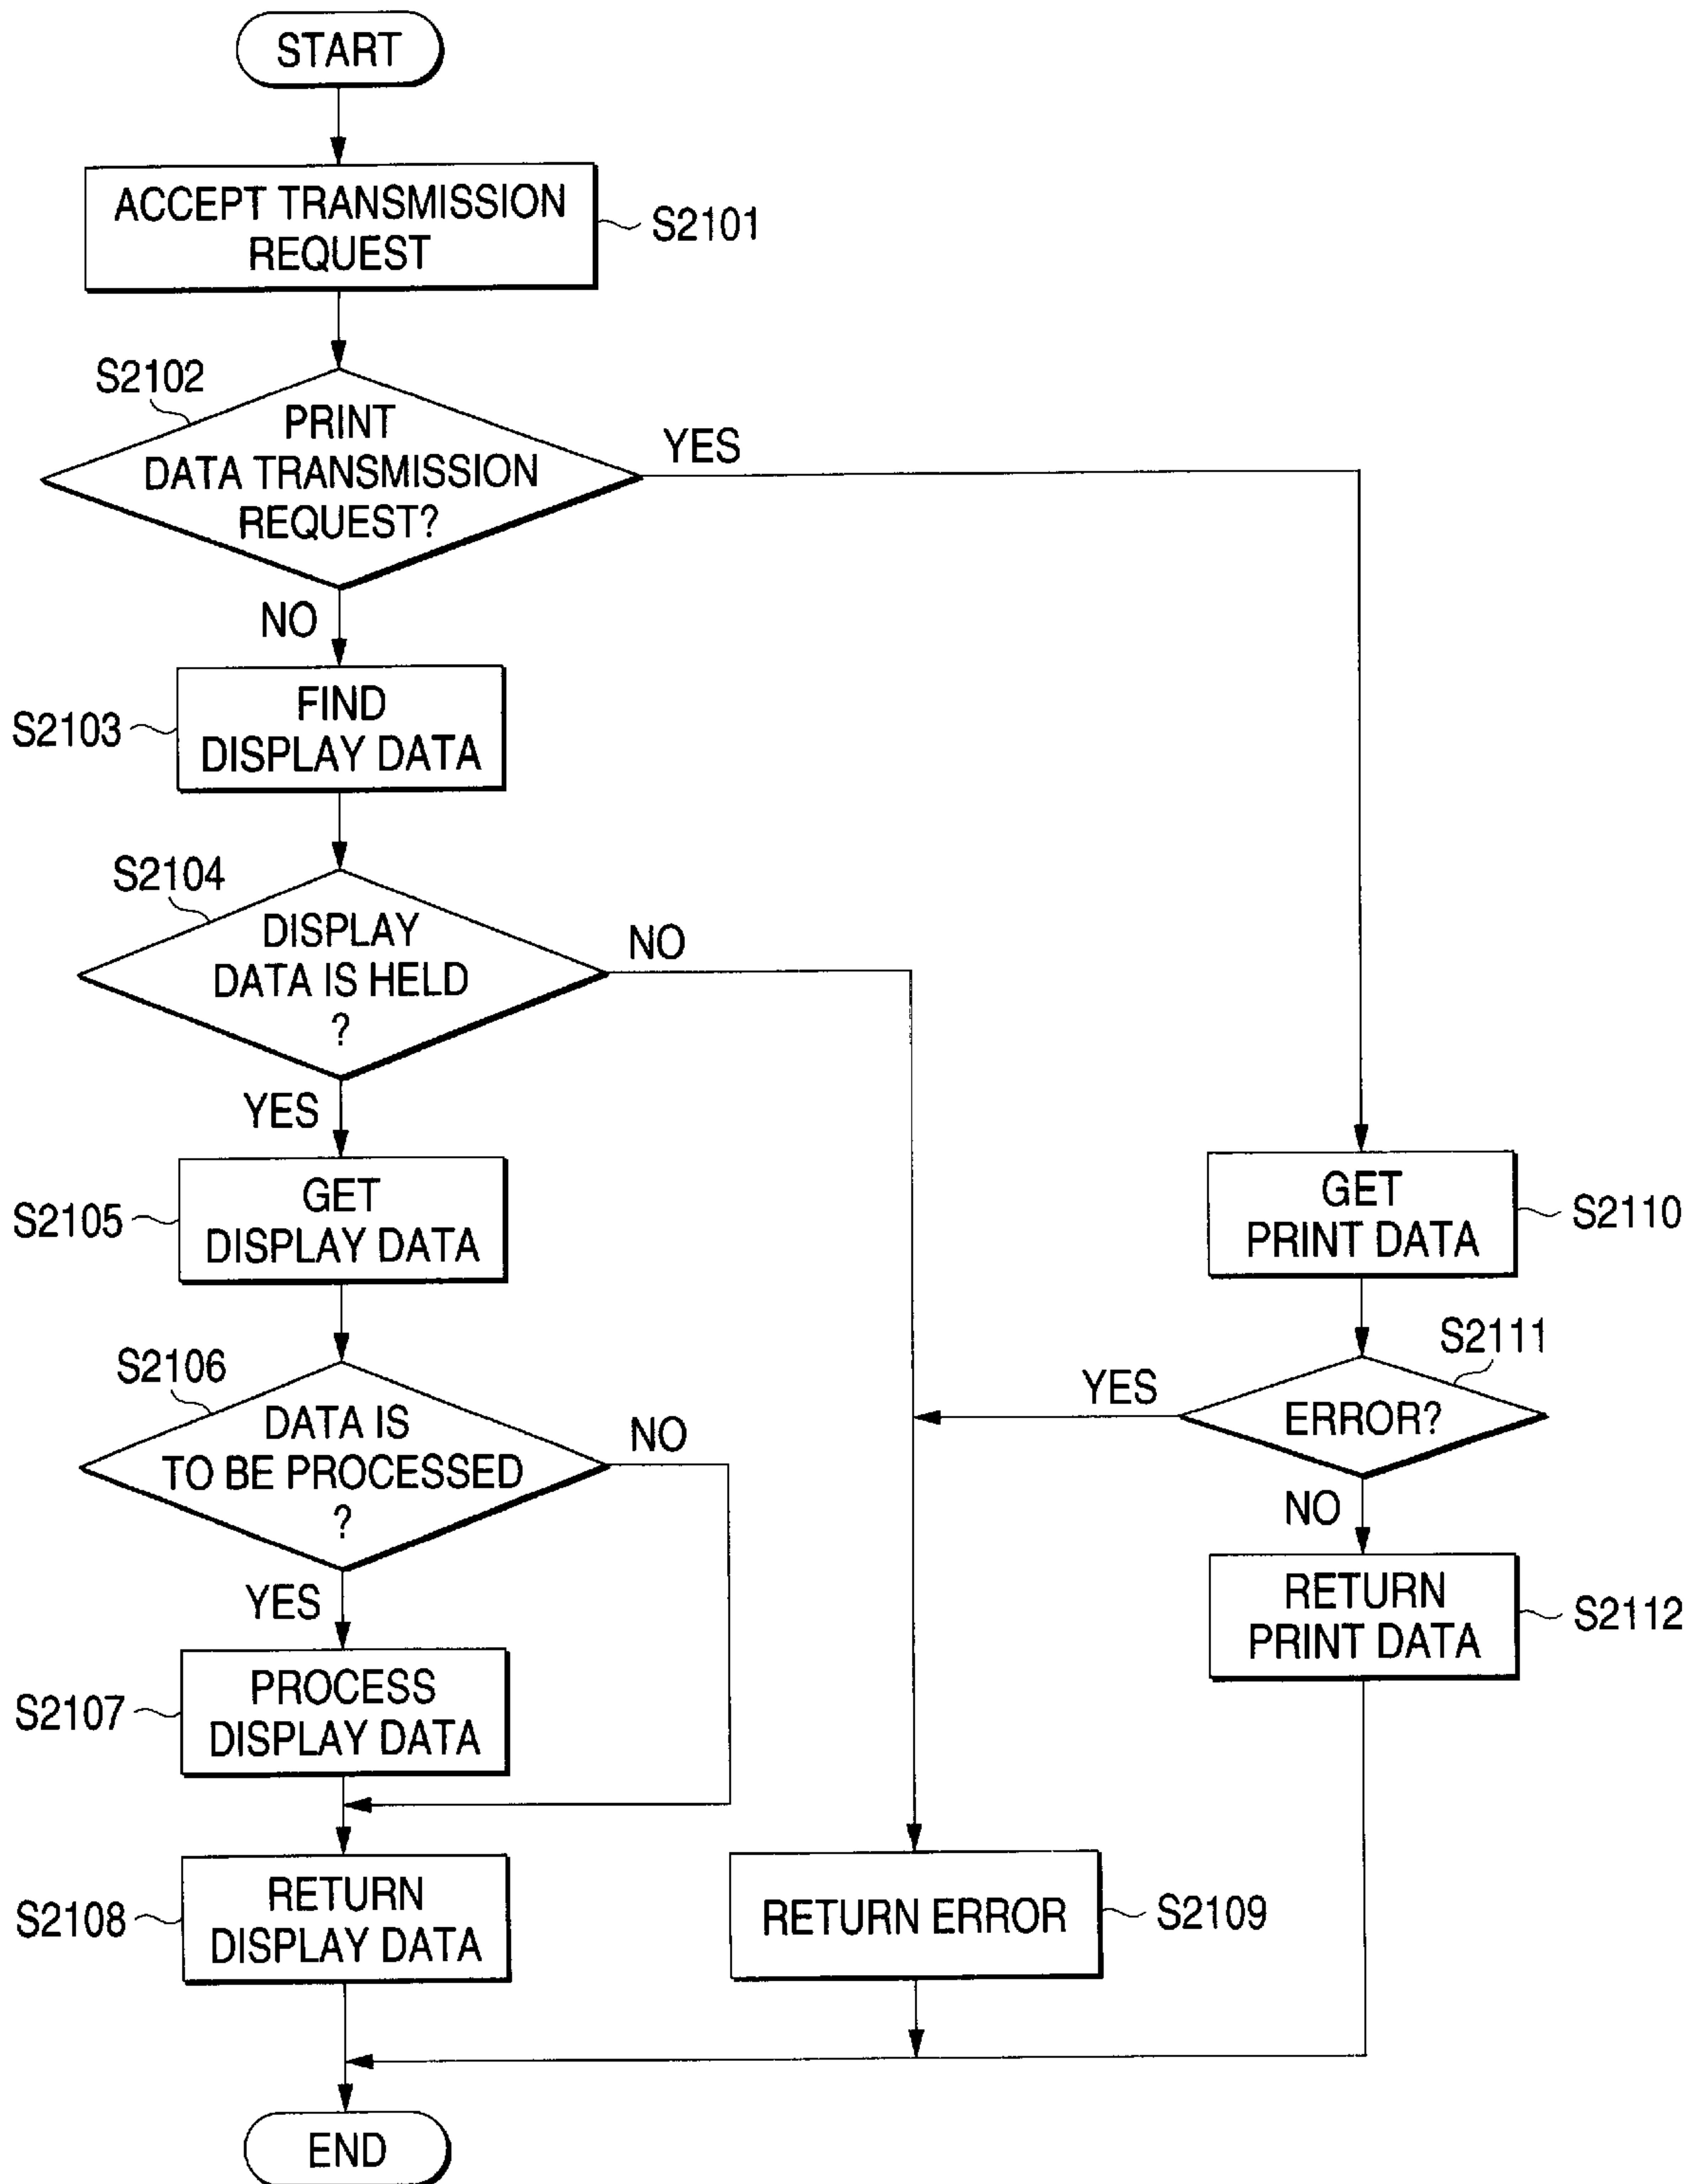 START
ACCEPT TRANSMISSION
REQUEST
S2101
S2102
PRINT
DATA TRANSMISSION
REQUEST?
YES
NO
S2103
FIND
DISPLAY DATA
S2104
DISPLAY
DATA IS HELD
?
NO
YES
S2105
GET
DISPLAY DATA
GET
PRINT DATA
S2110
S2106
DATA IS
TO BE PROCESSED
?
NO
YES
S2111
ERROR?
YES
NO
S2107
PROCESS
DISPLAY DATA
RETURN
PRINT DATA
S2112
S2108
RETURN
DISPLAY DATA
RETURN ERROR
S2109
END